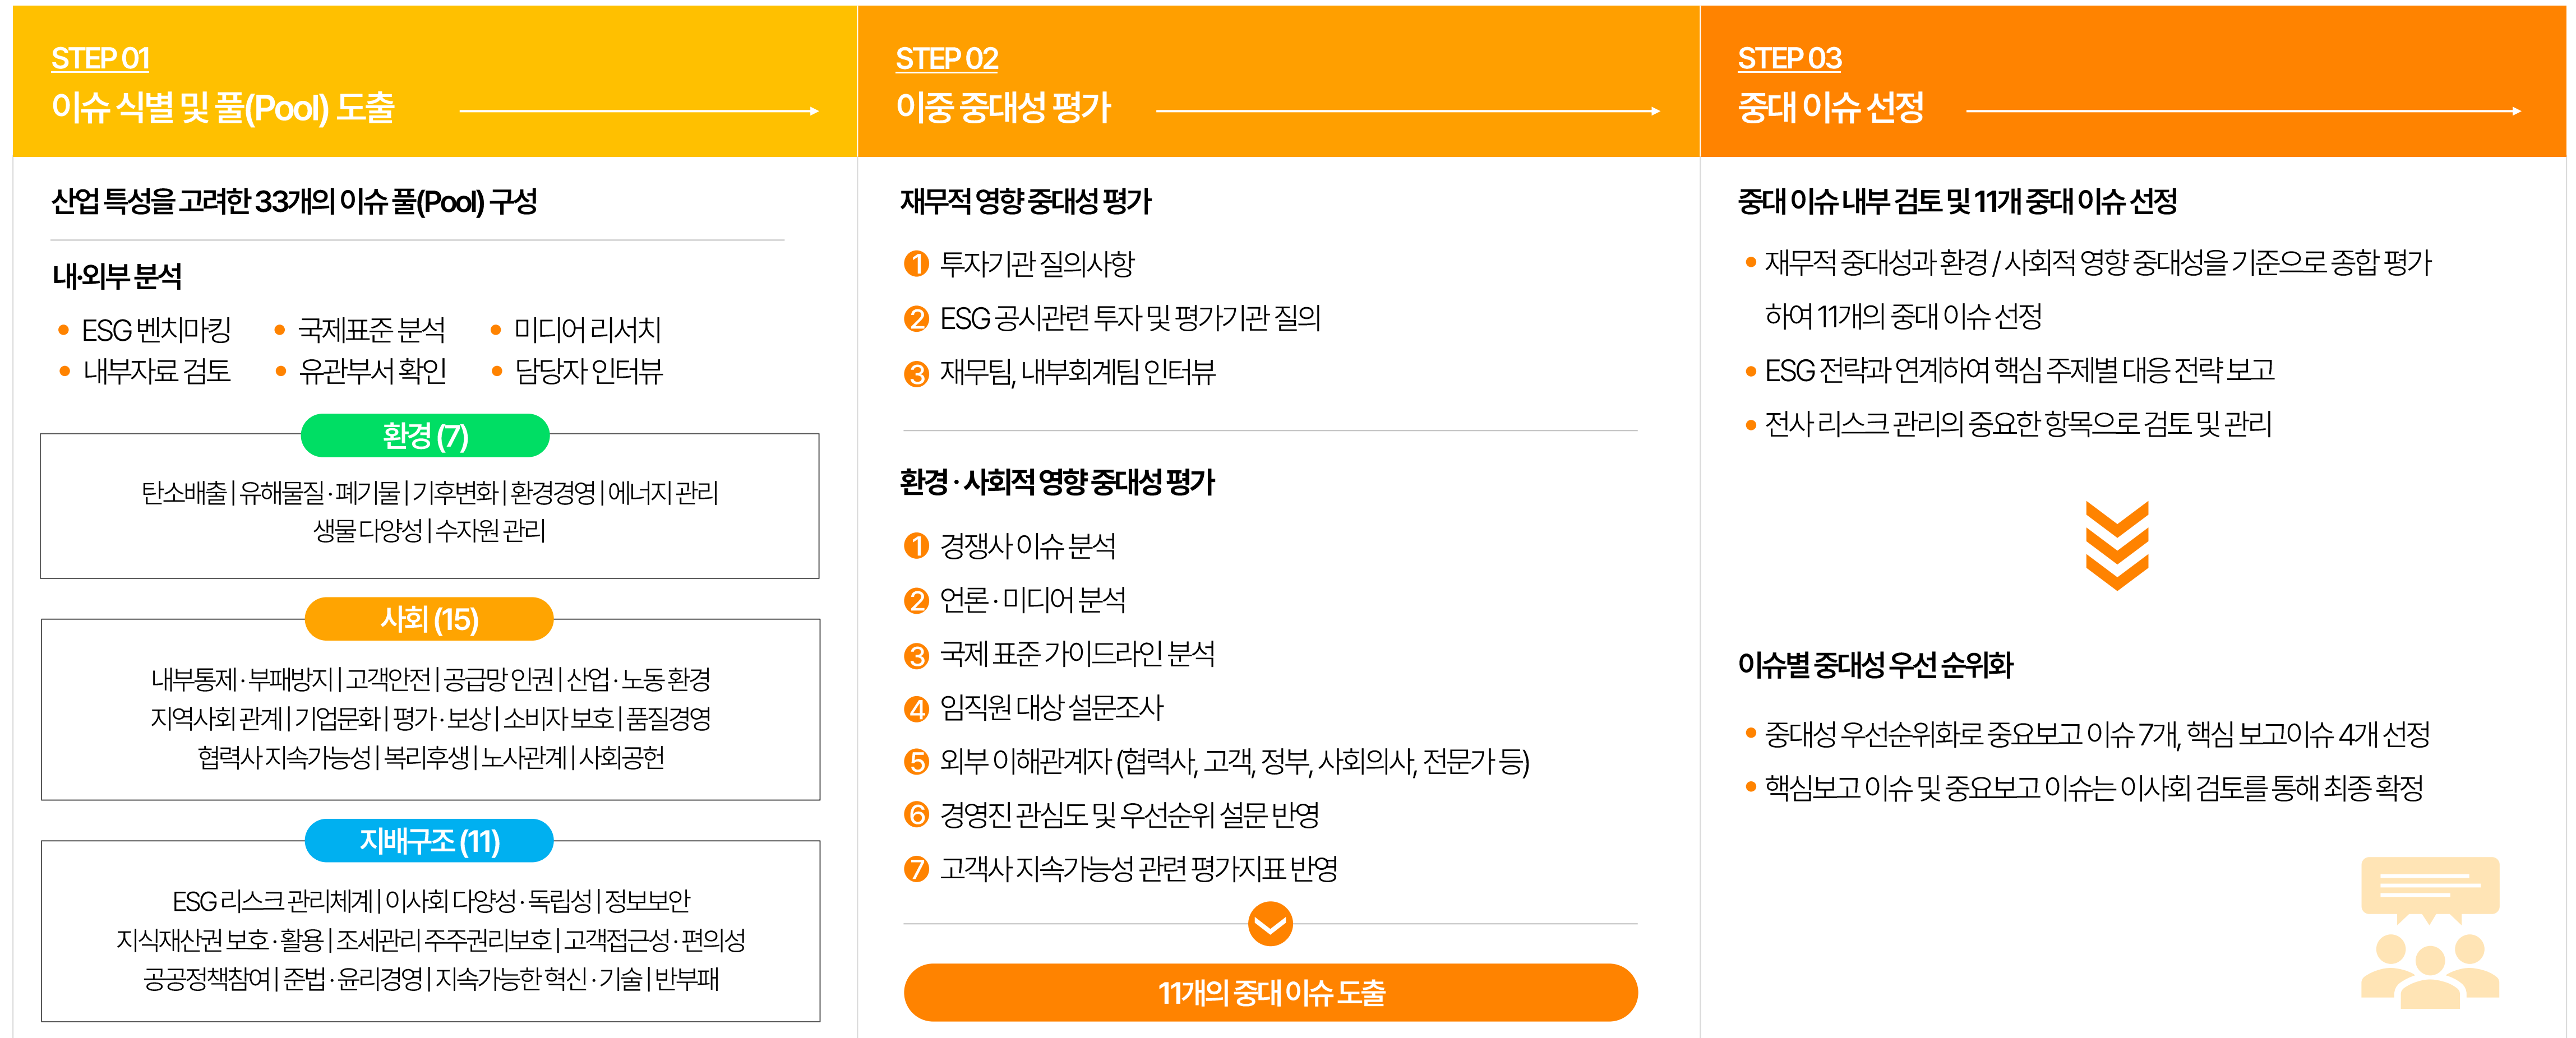 STEP 01
이슈 식별 및 풀(Pool) 도출
산업 특성을 고려한 33개의 이슈 풀(Pool) 구성
내·외부 분석
• ESG 벤치마킹 • 국제표준 분석 • 미디어 리서치
• 내부자료 검토 • 유관부서 확인 • 담당자 인터뷰
환경 (7)
탄소배출 | 유해물질 · 폐기물 | 기후변화 | 환경경영 | 에너지 관리
생물 다양성 | 수자원 관리
사회 (15)
내부통제 · 부패방지 | 고객안전 | 공급망 인권 | 산업 · 노동 환경
지역사회 관계 | 기업문화 | 평가 · 보상 | 소비자 보호 | 품질경영
협력사 지속가능성 | 복리후생 | 노사관계 | 사회공헌
지배구조 (11)
ESG 리스크 관리체계 | 이사회 다양성 · 독립성 | 정보보안
지식재산권 보호 · 활용 | 조세관리 주주권리보호 | 고객접근성 · 편의성
공공정책참여 | 준법 · 윤리경영 | 지속가능한 혁신 · 기술 | 반부패
STEP 02
이중 중대성 평가
재무적 영향 중대성 평가
1 투자기관 질의사항
2 ESG 공시관련 투자 및 평가기관 질의
3 재무팀, 내부회계팀 인터뷰
환경 · 사회적 영향 중대성 평가
1 경쟁사 이슈 분석
2 언론 · 미디어 분석
3 국제 표준 가이드라인 분석
4 임직원 대상 설문조사
5 외부 이해관계자 (협력사, 고객, 정부, 사회의사, 전문가 등)
6 경영진 관심도 및 우선순위 설문 반영
7 고객사 지속가능성 관련 평가지표 반영
11개의 중대 이슈 도출
STEP 03
중대 이슈 선정
중대 이슈 내부 검토 및 11개 중대 이슈 선정
• 재무적 중대성과 환경 / 사회적 영향 중대성을 기준으로 종합 평가
하여 11개의 중대 이슈 선정
• ESG 전략과 연계하여 핵심 주제별 대응 전략 보고
• 전사 리스크 관리의 중요한 항목으로 검토 및 관리
이슈별 중대성 우선 순위화
• 중대성 우선순위화로 중요보고 이슈 7개, 핵심 보고이슈 4개 선정
• 핵심보고 이슈 및 중요보고 이슈는 이사회 검토를 통해 최종 확정